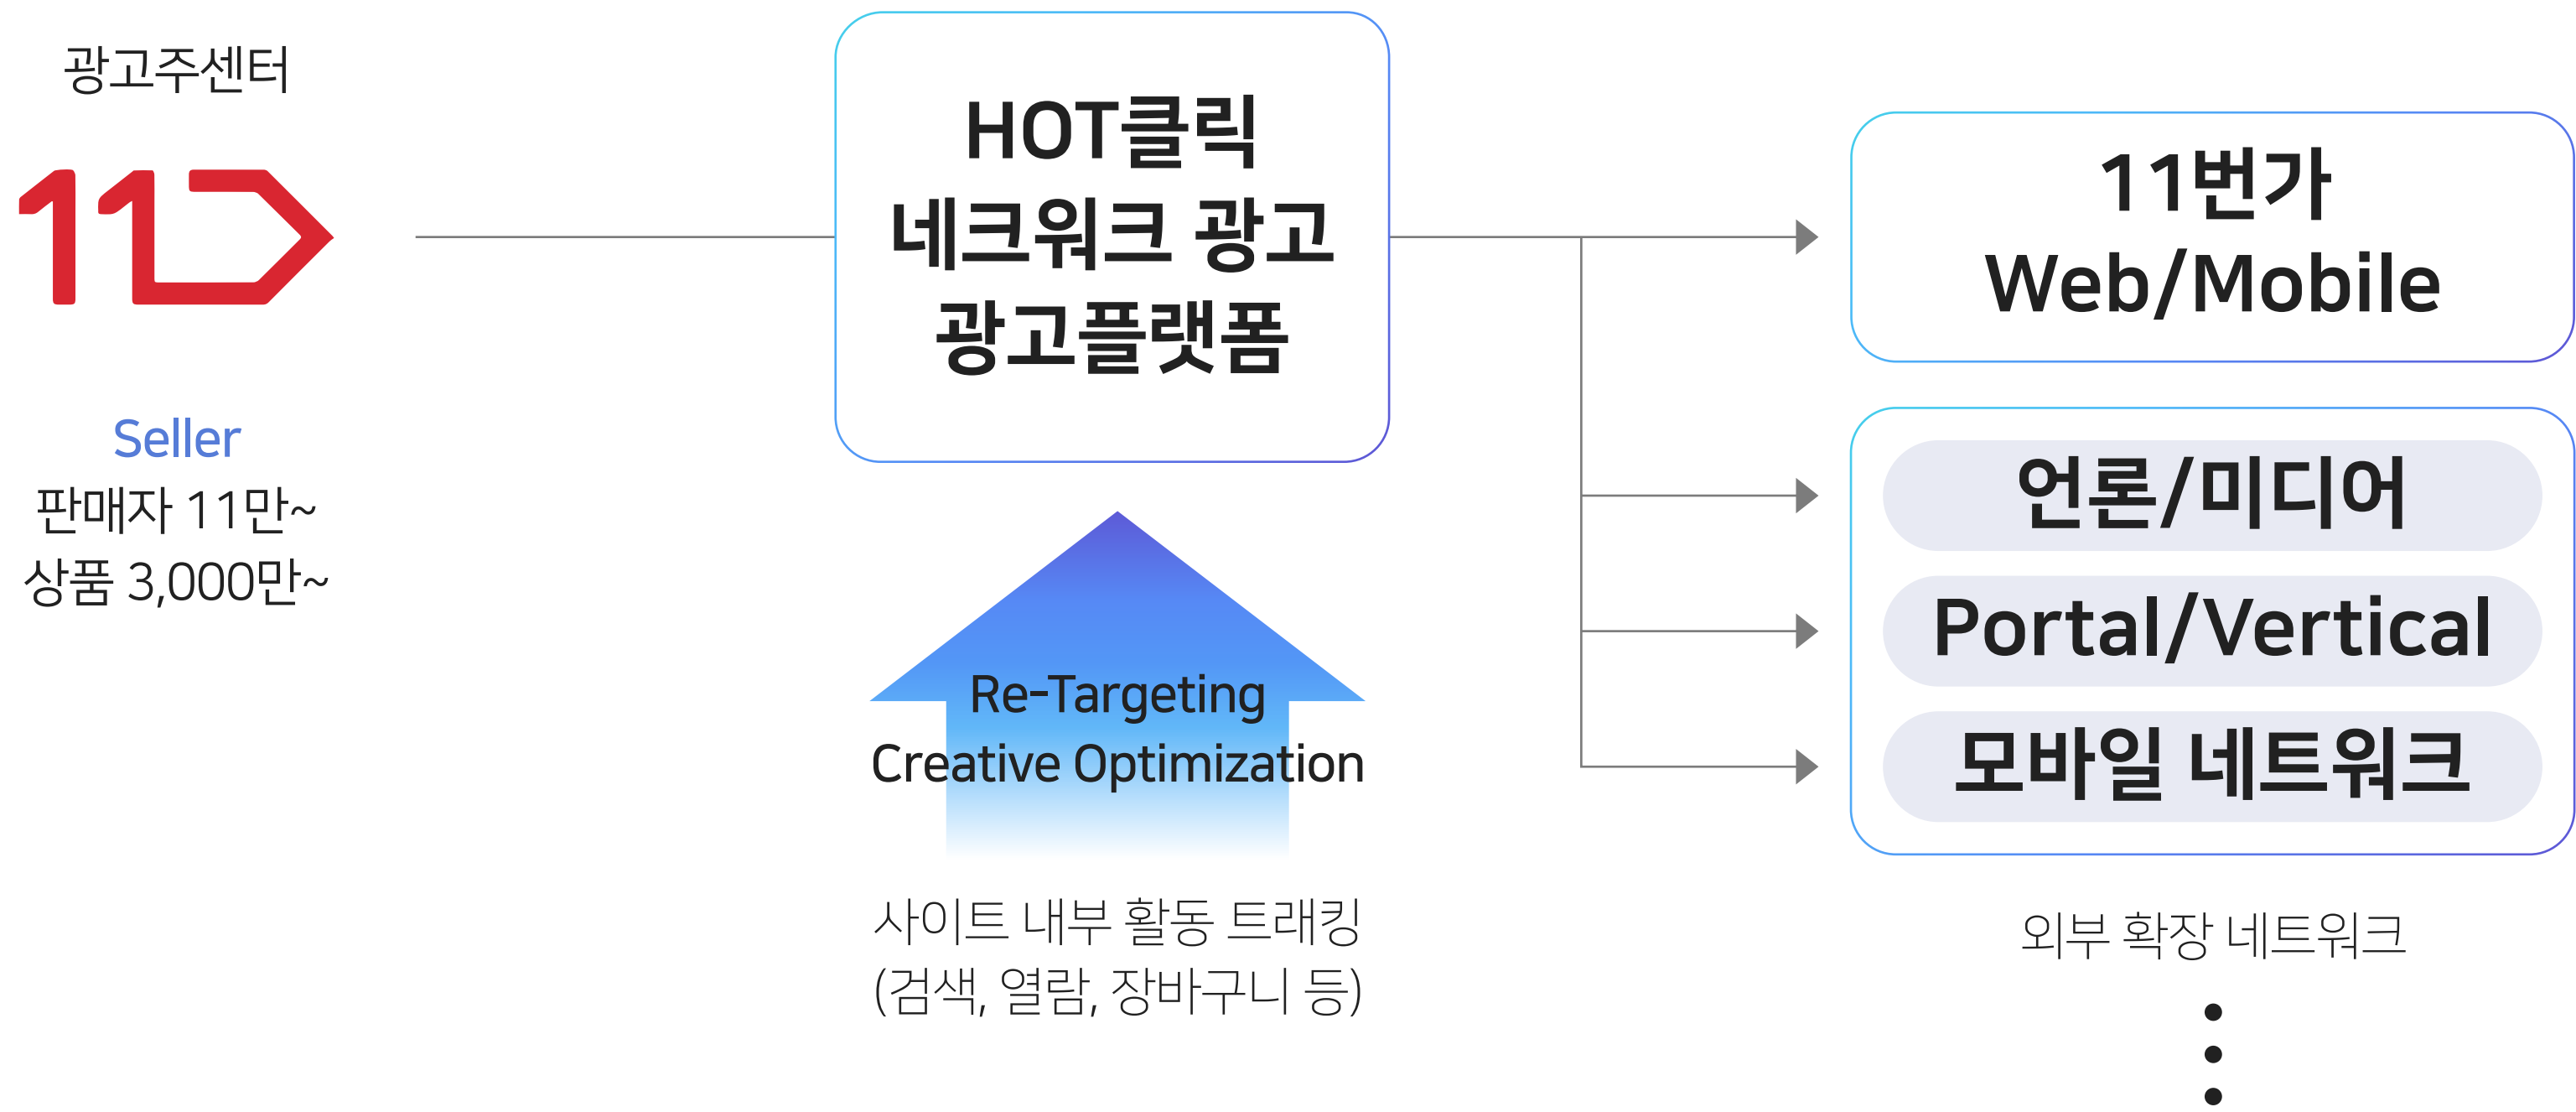 광고주센터
11
Seller
판매자 11만~
상품 3,000만~
HOT클릭
네크워크 광고
광고플랫폼
Re-Targeting
Creative Optimization
사이트 내부 활동 트래킹
(검색, 열람, 장바구니 등)
11번가
Web/Mobile
언론/미디어
Portal/Vertical
모바일 네트워크
외부 확장 네트워크